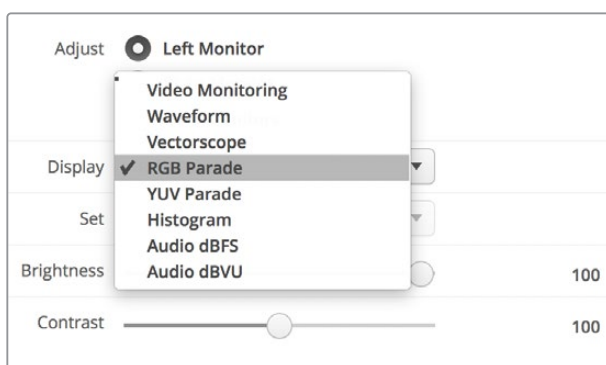 Adjust Left Monitor
Video Monitoring
Waveform
Vectorscope
Display ✔ RGB Parade
YUV Parade
Set Histogram
Audio dBFS
Brightness Audio dBVU 100
Contrast 100